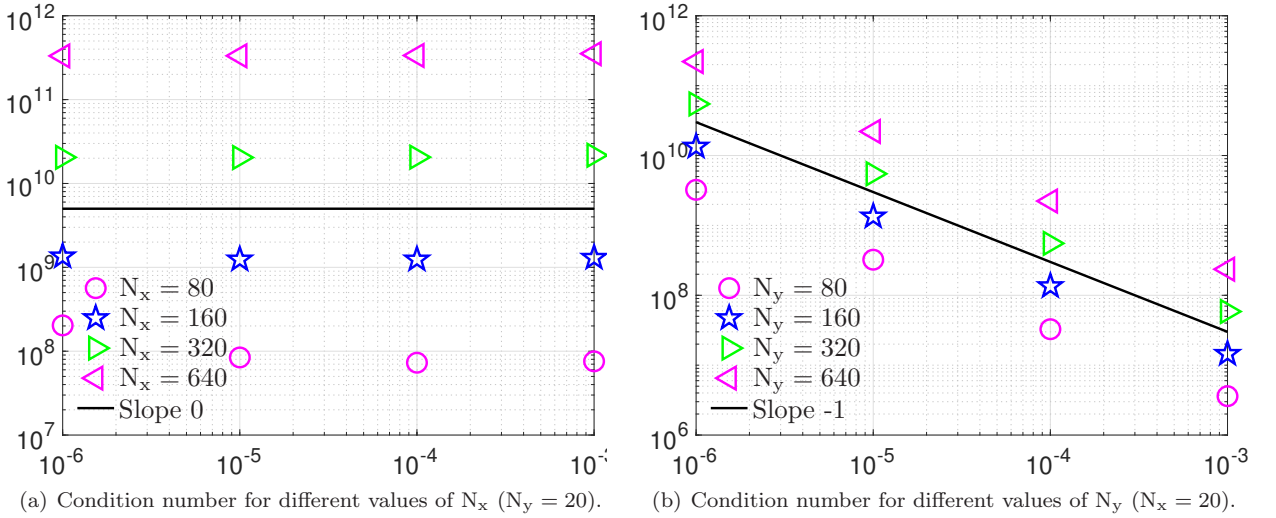 10^12
10^11
10^10
10^9
10^8
10^7
10^-6
10^-5
10^-4
10^-3
N_x = 80
N_x = 160
N_x = 320
N_x = 640
Slope 0
(a) Condition number for different values of N_x (N_y = 20).
10^12
10^10
10^8
10^6
10^-6
10^-5
10^-4
10^-3
N_y = 80
N_y = 160
N_y = 320
N_y = 640
Slope -1
(b) Condition number for different values of N_y (N_x = 20).